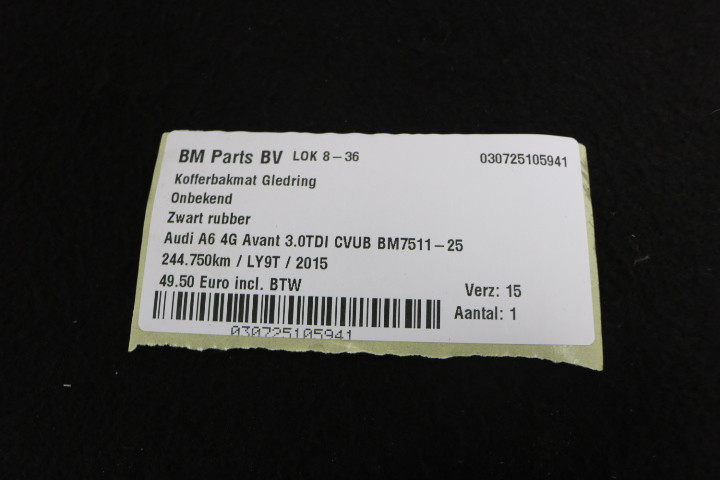 BM Parts BV LOK 8-36 030725105941
Kofferbakmat Gledring
Onbekend
Zwart rubber
Audi A6 4G Avant 3.0TDI CVUB BM7511-25
244.750km / LY9T / 2015
49.50 Euro incl. BTW Verz: 15
Aantal: 1
030725105941